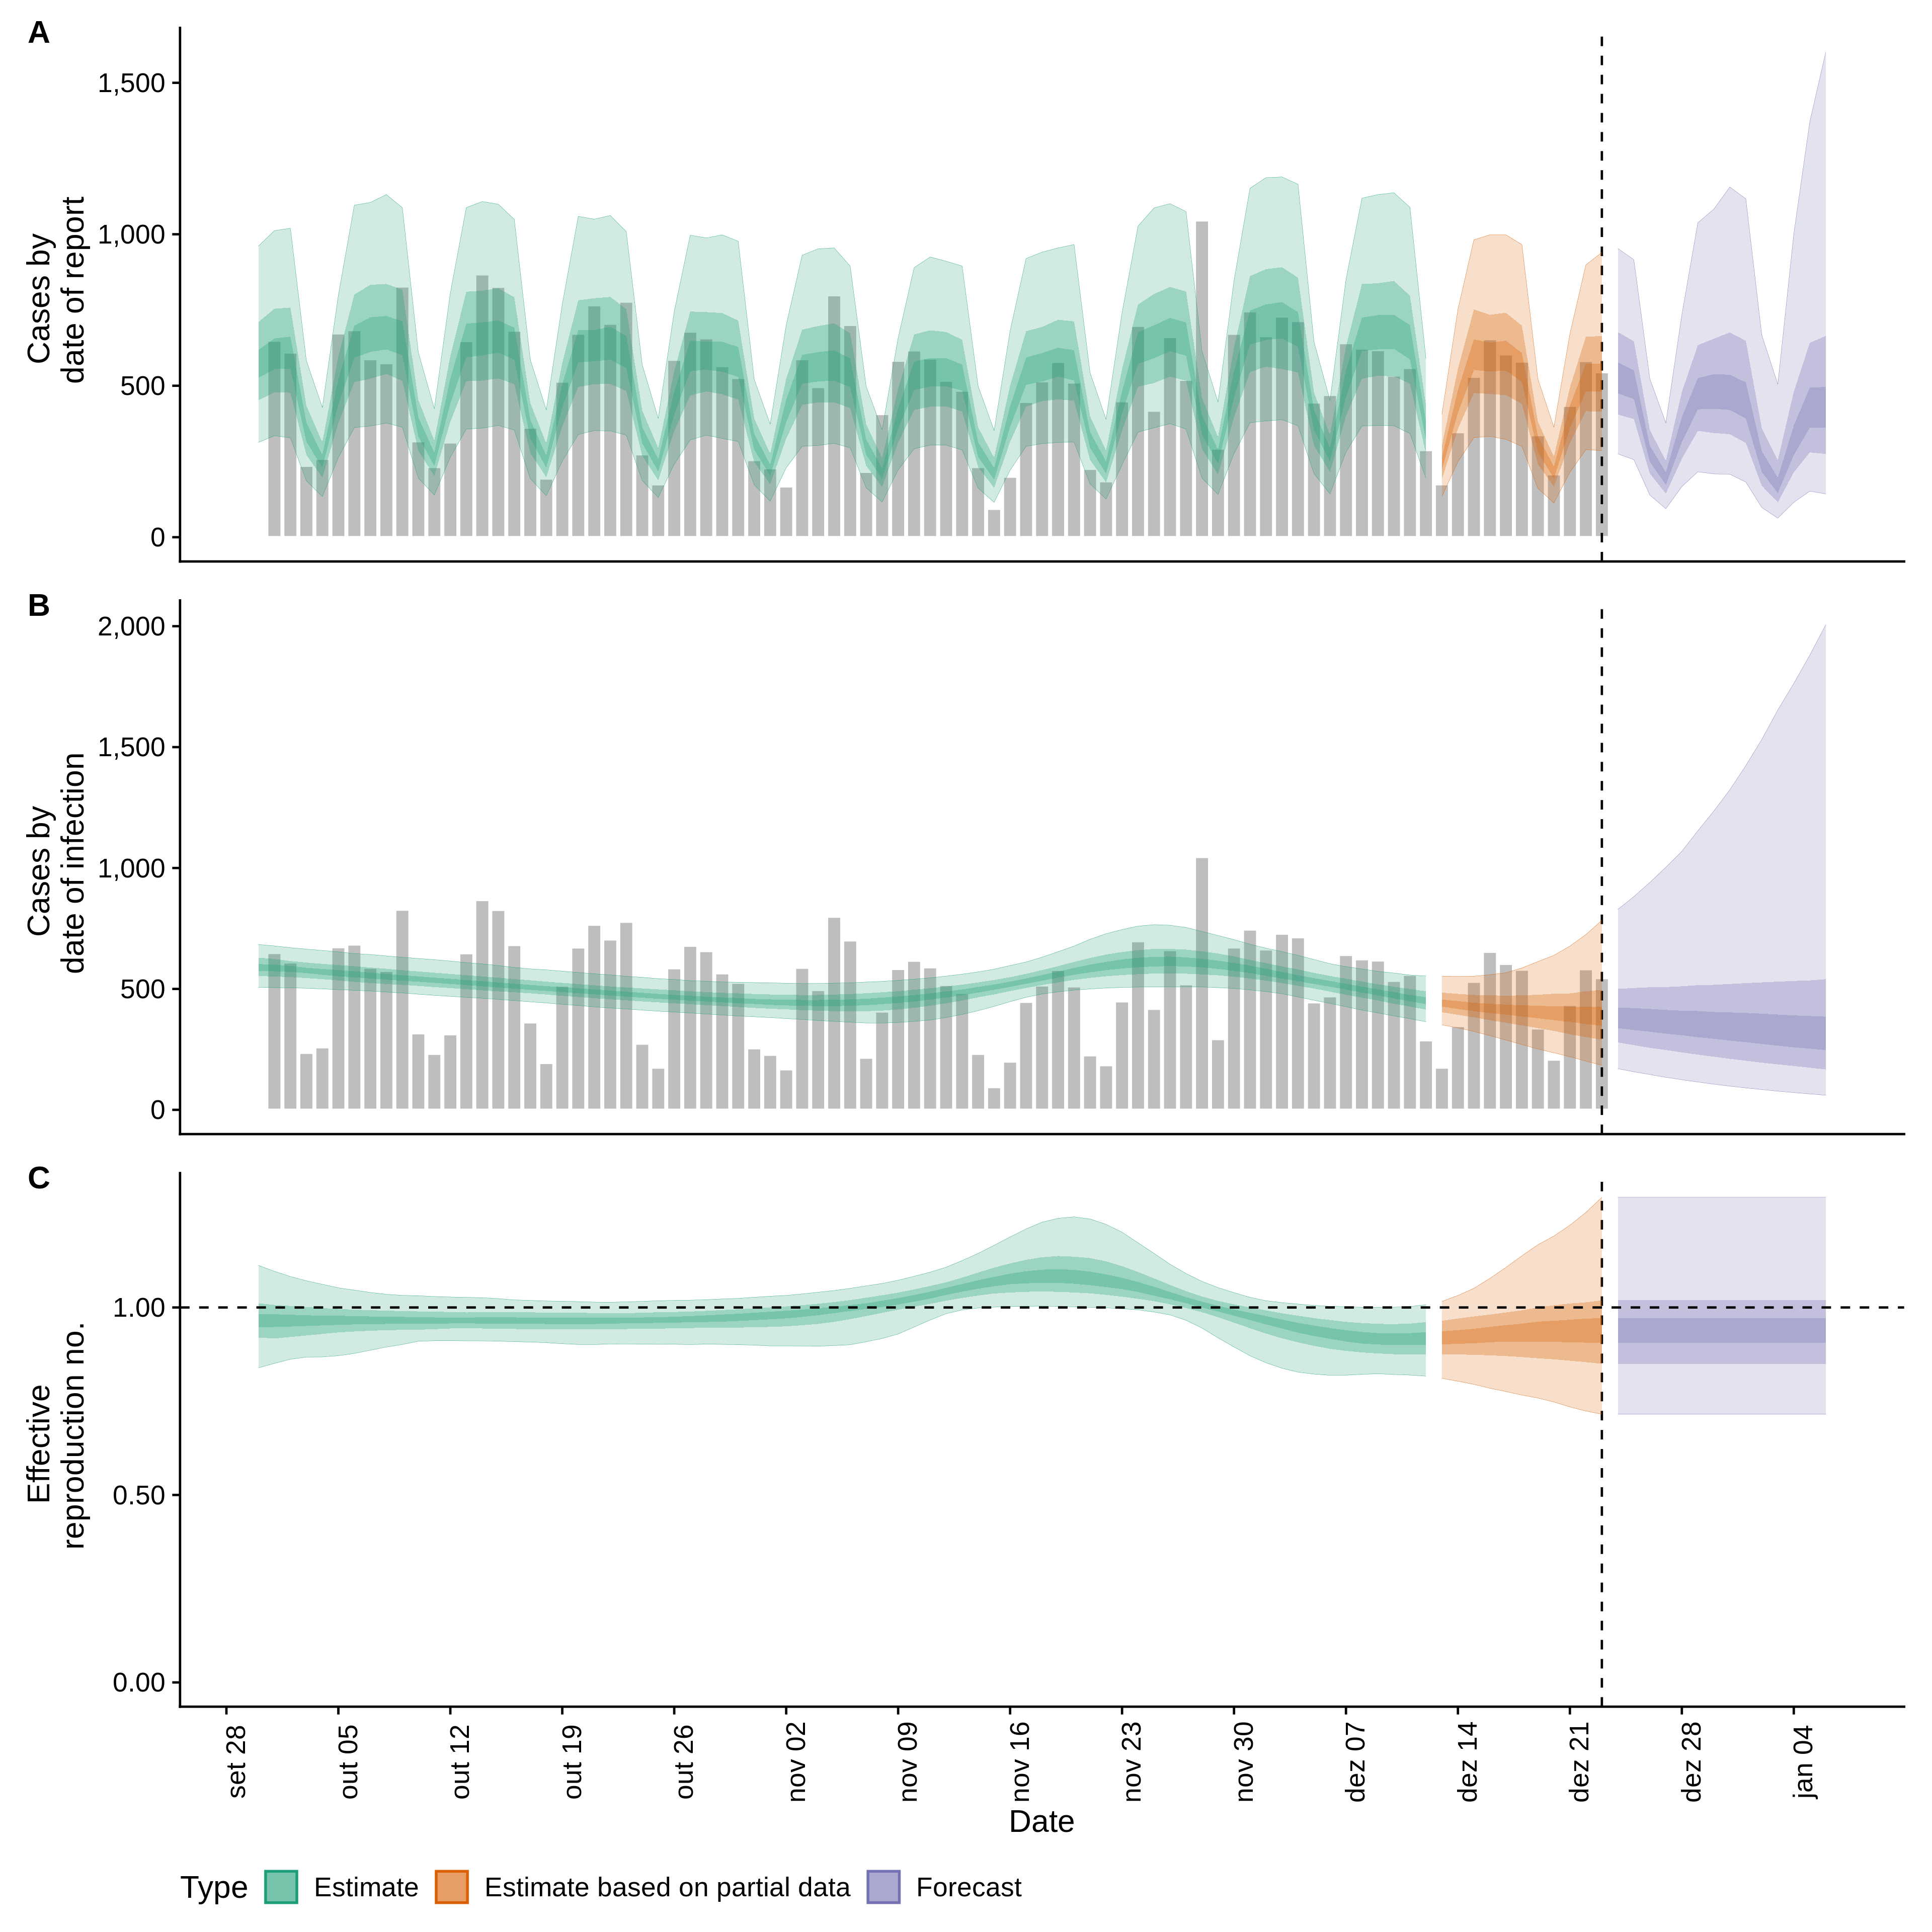 A
1,500
1,000
500
0
Cases by
date of report
B
2,000
1,500
1,000
500
0
Cases by
date of infection
C
1.00
0.50
0.00
Effective
reproduction no.
set 28
out 05
out 12
out 19
out 26
nov 02
nov 09
nov 16
nov 23
nov 30
dez 07
dez 14
dez 21
dez 28
jan 04
Date
Type Estimate Estimate based on partial data Forecast